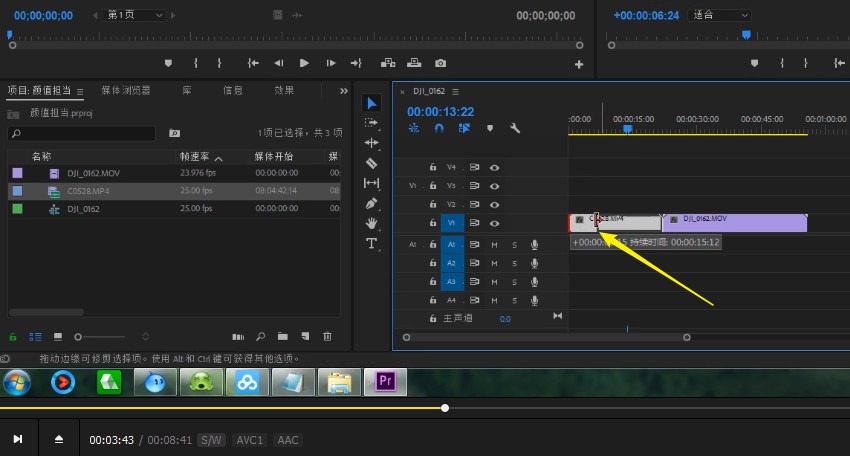 00;00;00;00
第1页
00;00;00;00
+00:00:06:24
适合
项目: 颜值担当
媒体浏览器
库
信息
效果
颜值担当.prproj
1项已选择，共 3 项
名称
帧速率
媒体开始
媒
DJI_0162.MOV
23.976 fps
00:00:00:00
00:
C0528.MP4
25.00 fps
08:04:42:14
08:
DJI_0162
25.00 fps
00:00:00:00
00:
DJI_0162
00:00:13:22
:00:00
00:00:15:00
00:00:30:00
00:00:45:00
00:01:00:00
V4
V1
V3
V2
V1
A1
A1
M
S
A2
M
S
A3
M
S
A4
M
S
主声道
0.0
DJI_0162.MOV
持续时间: 00:00:15:12
拖动边缘可修剪选择项。使用 Alt 和 Ctrl 键可获得其他选项。
Pr
00:03:43 / 00:08:41 S/W AVC1 AAC